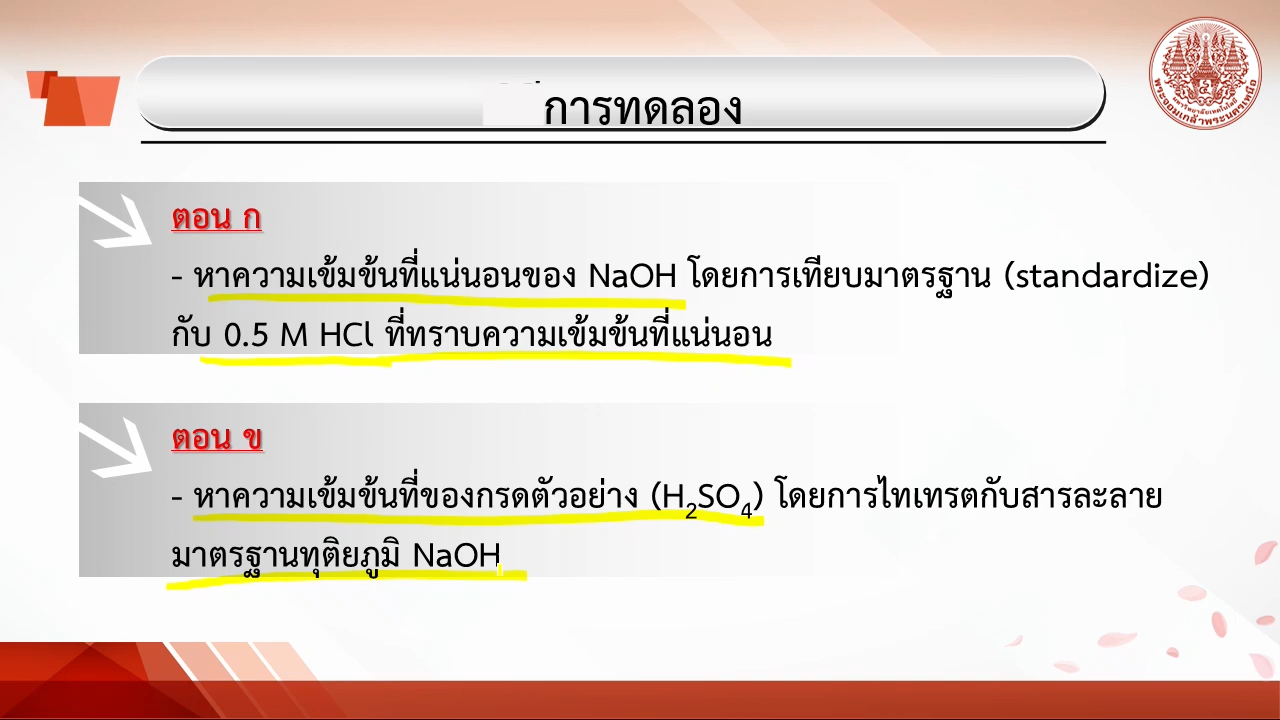 การทดลอง
ตอน ก
- หาความเข้มข้นที่แน่นอนของ NaOH โดยการเทียบมาตรฐาน (standardize)
กับ 0.5 M HCl ที่ทราบความเข้มข้นที่แน่นอน
ตอน ข
- หาความเข้มข้นที่ของกรดตัวอย่าง (H₂SO₄) โดยการไทเทรตกับสารละลาย
มาตรฐานทุติยภูมิ NaOH